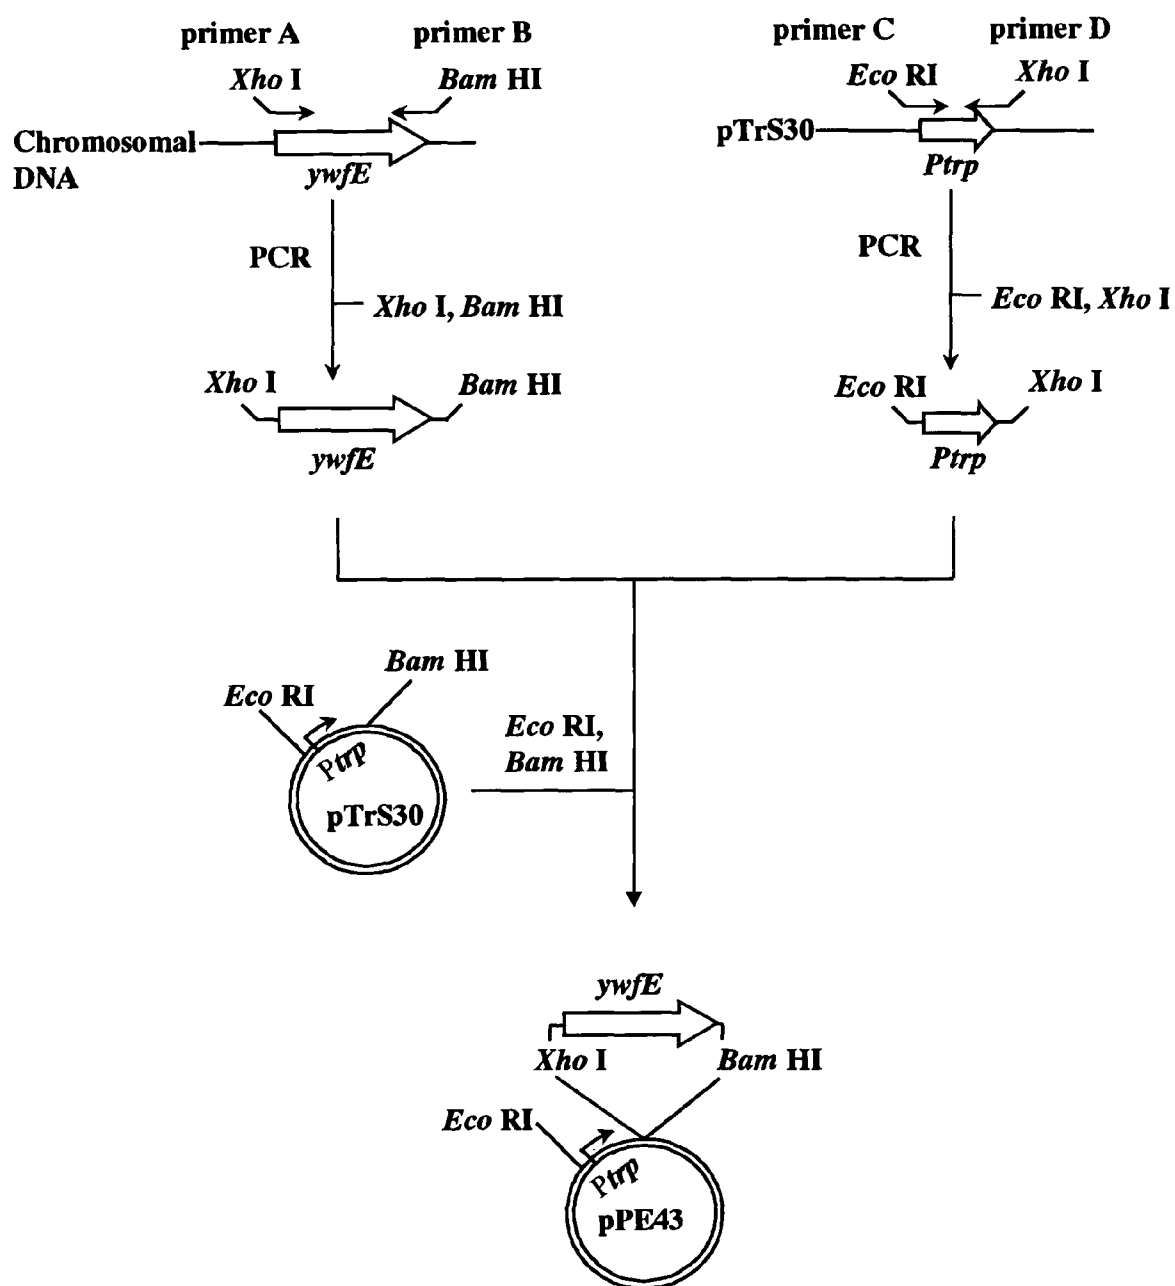 primer A
primer B
Xho I
Bam HI
Chromosomal
DNA
ywfE
PCR
Xho I, Bam HI
Xho I
Bam HI
ywfE
primer C
primer D
Eco RI
Xho I
pTrS30
Ptrp
PCR
Eco RI, Xho I
Eco RI
Xho I
Ptrp
Bam HI
Eco RI
Ptrp
pTrS30
Eco RI,
Bam HI
ywfE
Xho I
Bam HI
Eco RI
Ptrp
pPE43